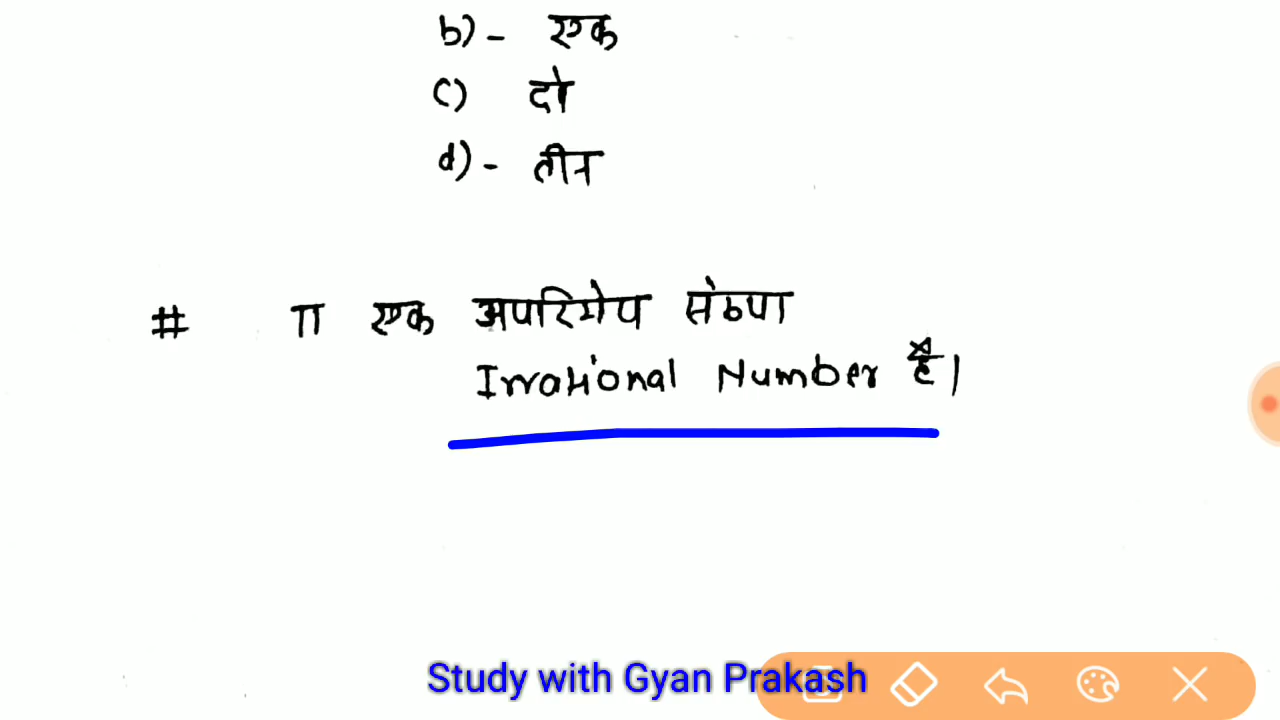 b)- एक
c) दो
d)- तीन
# π एक अपरिमेय संख्या
Irrational Number है।
Study with Gyan Prakash